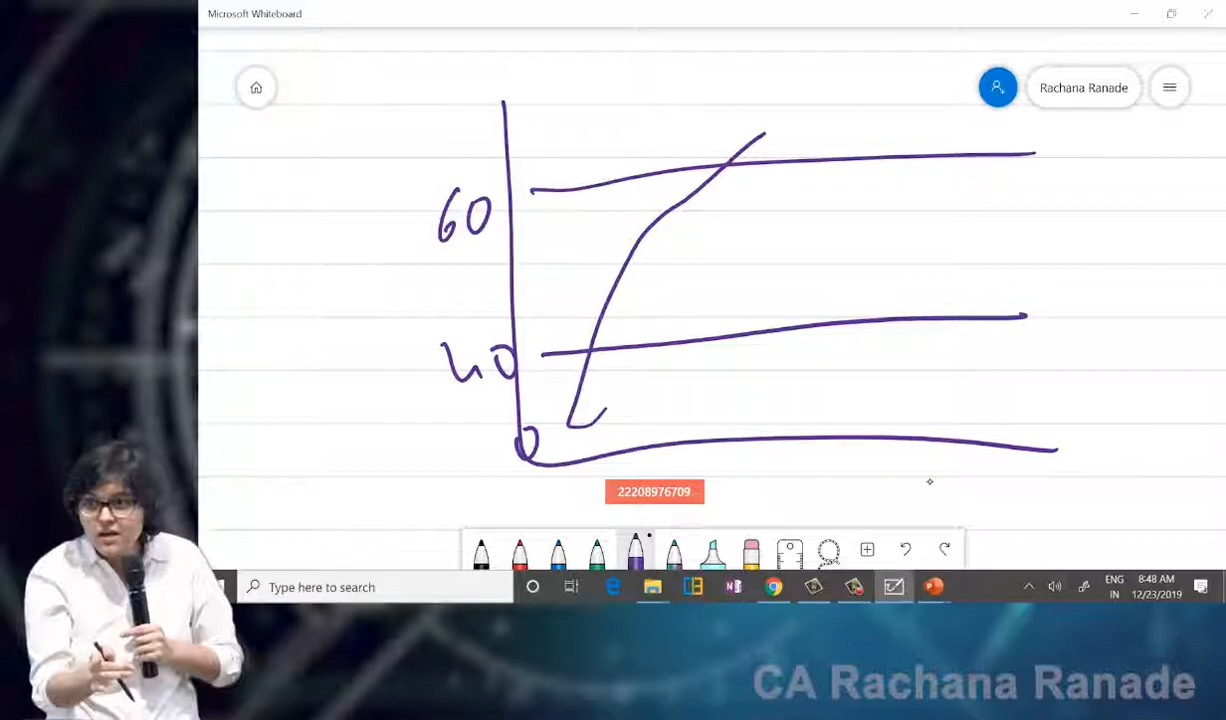 Microsoft Whiteboard
Rachana Ranade
60
40
0
22208976709
Type here to search
ENG
IN
8:48 AM
12/23/2019
CA Rachana Ranade